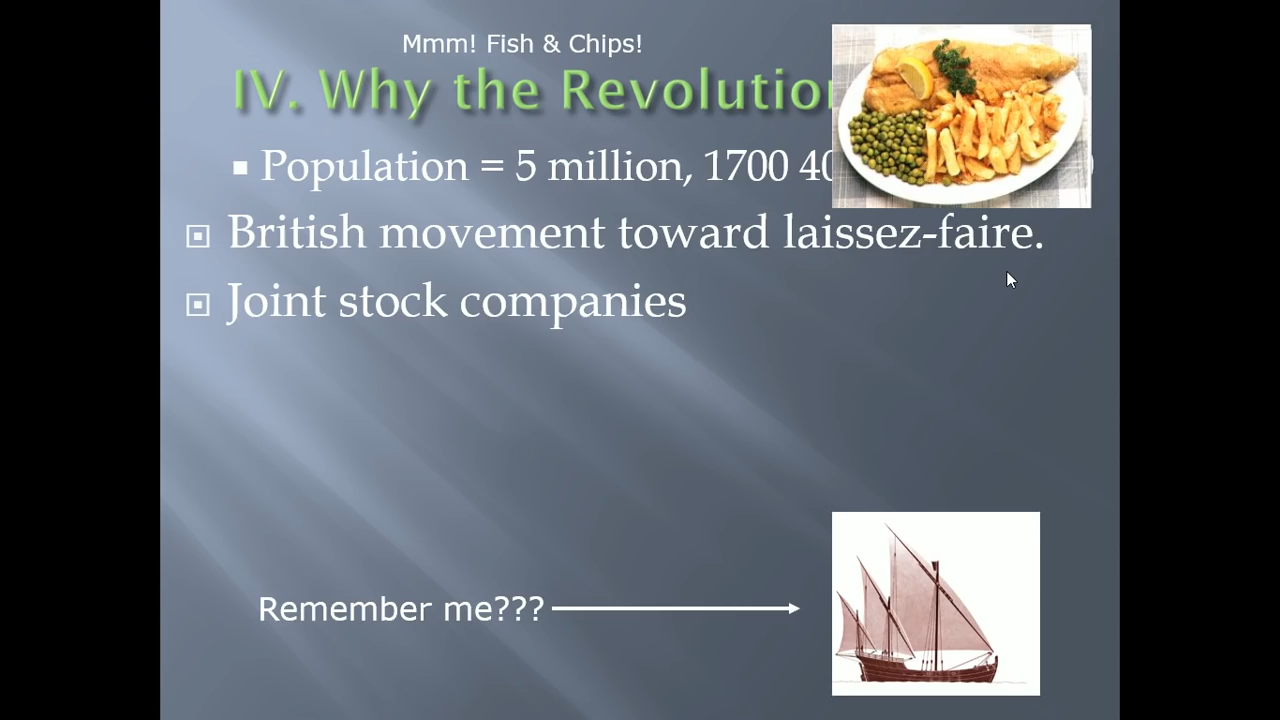 Mmm! Fish & Chips!
IV. Why the Revolution
Population = 5 million, 1700 40
British movement toward laissez-faire.
Joint stock companies
Remember me???